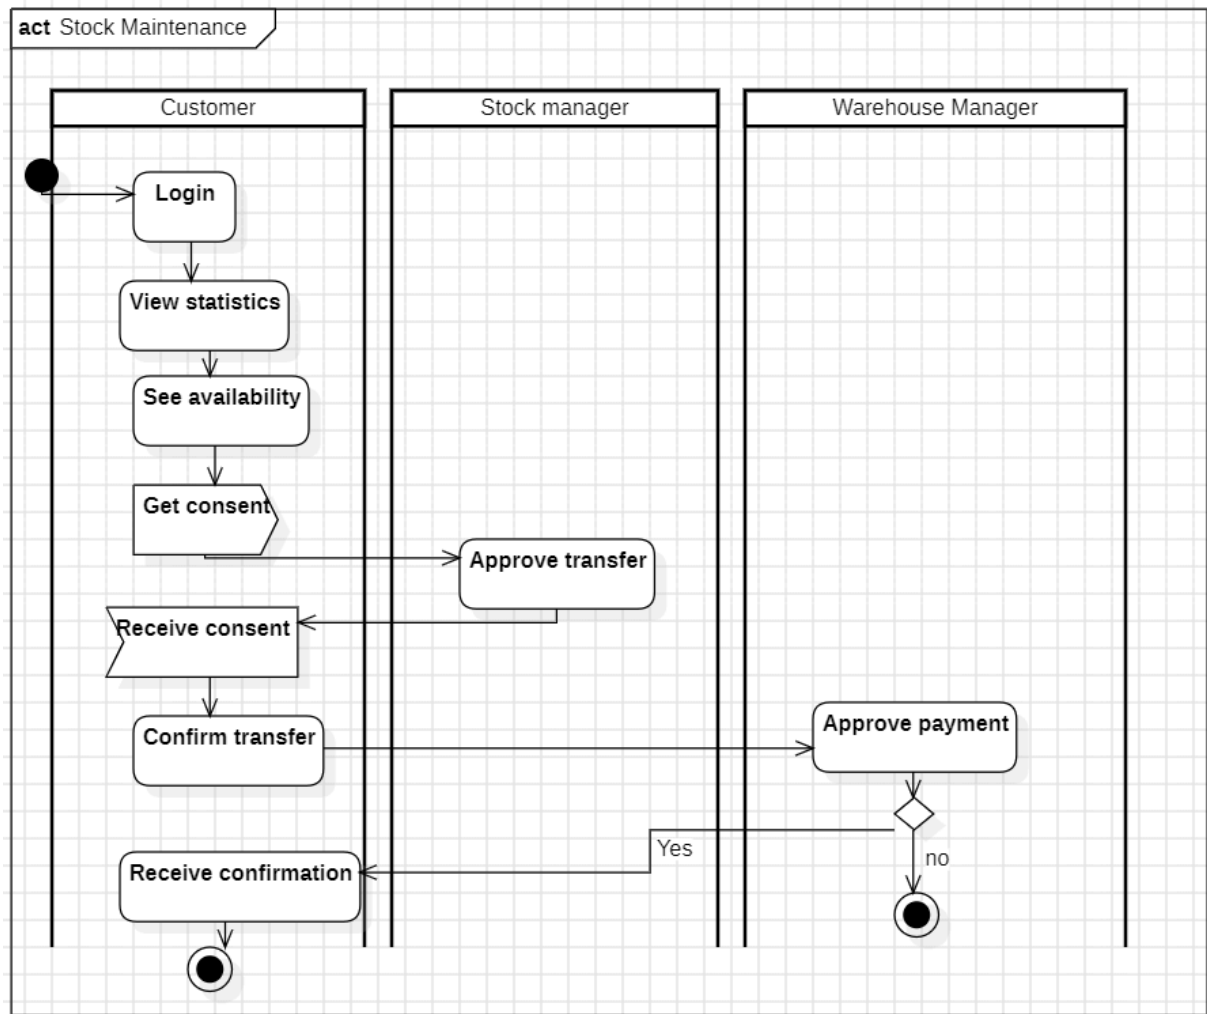 act Stock Maintenance
Customer
Stock manager
Warehouse Manager
Login
View statistics
See availability
Get consent
Approve transfer
Receive consent
Confirm transfer
Approve payment
Yes
no
Receive confirmation